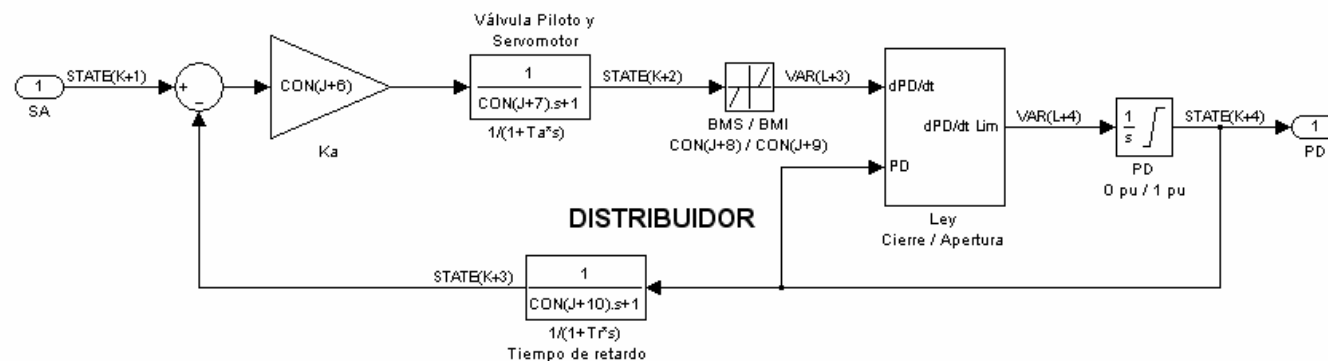 Válvula Piloto y
Servomotor
STATE(K+1)
1
SA
+
−
CON(J+6)
Ka
1
CON(J+7).s+1
1/(1+Ta*s)
STATE(K+2)
BMS / BMI
CON(J+8) / CON(J+9)
VAR(L+3)
dPD/dt
dPD/dt Lim
PD
Ley
Cierre / Apertura
VAR(L+4)
1
s
PD
0 pu / 1 pu
STATE(K+4)
1
PD
DISTRIBUIDOR
STATE(K+3)
1
CON(J+10).s+1
1/(1+Tr*s)
Tiempo de retardo